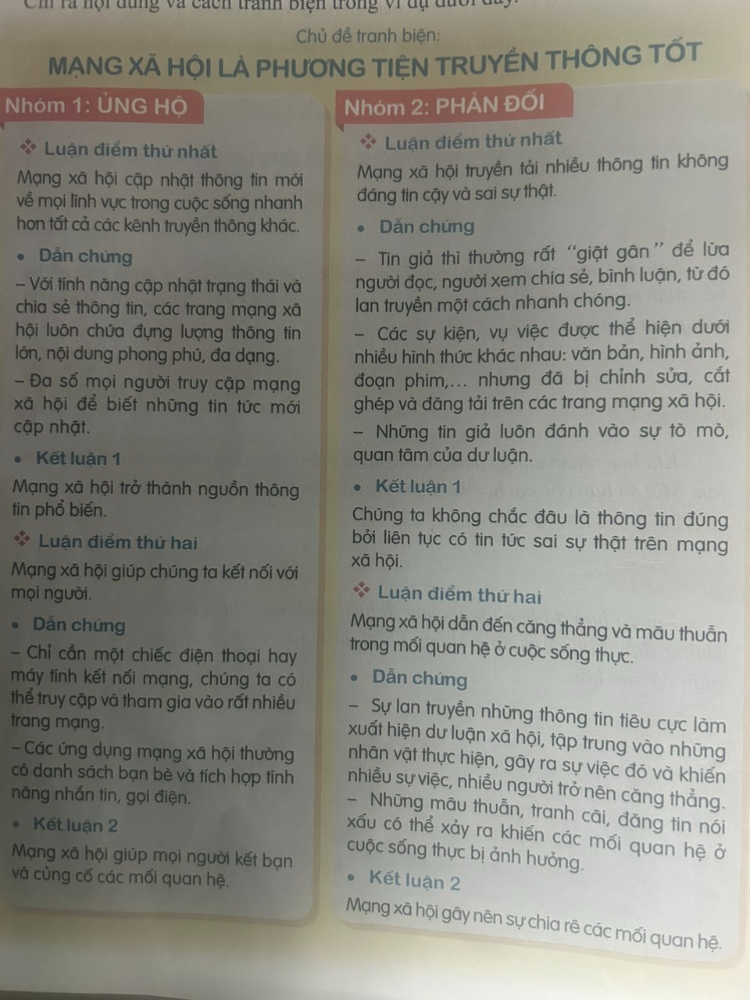 Chỉ ra nội dung và cách tranh biện trong ví dụ dưới đây.
Chủ đề tranh biện:
MẠNG XÃ HỘI LÀ PHƯƠNG TIỆN TRUYỀN THÔNG TỐT
Nhóm 1: ỦNG HỘ
Luận điểm thứ nhất
Mạng xã hội cập nhật thông tin mới
về mọi lĩnh vực trong cuộc sống nhanh
hơn tất cả các kênh truyền thông khác.
• Dẫn chứng
– Với tính năng cập nhật trạng thái và
chia sẻ thông tin, các trang mạng xã
hội luôn chứa đựng lượng thông tin
lớn, nội dung phong phú, đa dạng.
– Đa số mọi người truy cập mạng
xã hội để biết những tin tức mới
cập nhật.
• Kết luận 1
Mạng xã hội trở thành nguồn thông
tin phổ biến.
Luận điểm thứ hai
Mạng xã hội giúp chúng ta kết nối với
mọi người.
• Dẫn chứng
– Chỉ cần một chiếc điện thoại hay
máy tính kết nối mạng, chúng ta có
thể truy cập và tham gia vào rất nhiều
trang mạng.
– Các ứng dụng mạng xã hội thường
có danh sách bạn bè và tích hợp tính
năng nhắn tin, gọi điện.
• Kết luận 2
Mạng xã hội giúp mọi người kết bạn
và củng cố các mối quan hệ.
Nhóm 2: PHẢN ĐỐI
Luận điểm thứ nhất
Mạng xã hội truyền tải nhiều thông tin không
đáng tin cậy và sai sự thật.
• Dẫn chứng
– Tin giả thì thường rất “giật gân” để lừa
người đọc, người xem chia sẻ, bình luận, từ đó
lan truyền một cách nhanh chóng.
– Các sự kiện, vụ việc được thể hiện dưới
nhiều hình thức khác nhau: văn bản, hình ảnh,
đoạn phim,... nhưng đã bị chỉnh sửa, cắt
ghép và đăng tải trên các trang mạng xã hội.
– Những tin giả luôn đánh vào sự tò mò,
quan tâm của dư luận.
• Kết luận 1
Chúng ta không chắc đâu là thông tin đúng
bởi liên tục có tin tức sai sự thật trên mạng
xã hội.
Luận điểm thứ hai
Mạng xã hội dẫn đến căng thẳng và mâu thuẫn
trong mối quan hệ ở cuộc sống thực.
• Dẫn chứng
– Sự lan truyền những thông tin tiêu cực làm
xuất hiện dư luận xã hội, tập trung vào những
nhân vật thực hiện, gây ra sự việc đó và khiến
nhiều sự việc, nhiều người trở nên căng thẳng.
– Những mâu thuẫn, tranh cãi, đăng tin nói
xấu có thể xảy ra khiến các mối quan hệ ở
cuộc sống thực bị ảnh hưởng.
• Kết luận 2
Mạng xã hội gây nên sự chia rẽ các mối quan hệ.